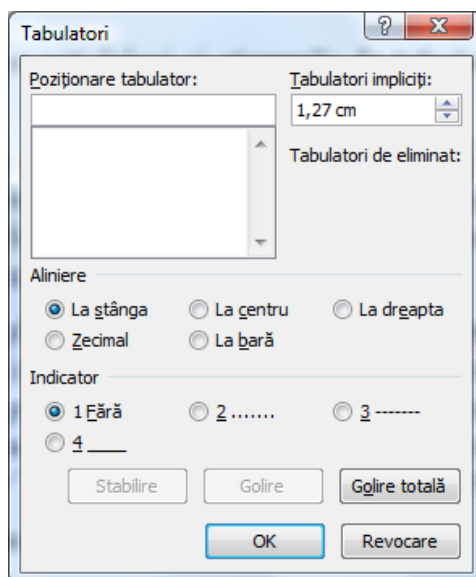 Tabulatori
Poziționare tabulator: Tabulatori impliciți:
1,27 cm
Tabulatori de eliminat:
Aliniere
La stânga La centru La dreapta
Zecimal La bară
Indicator
1 Fără 2 ....... 3 -------
4 ____
Stabilire Golire Golire totală
OK Revocare